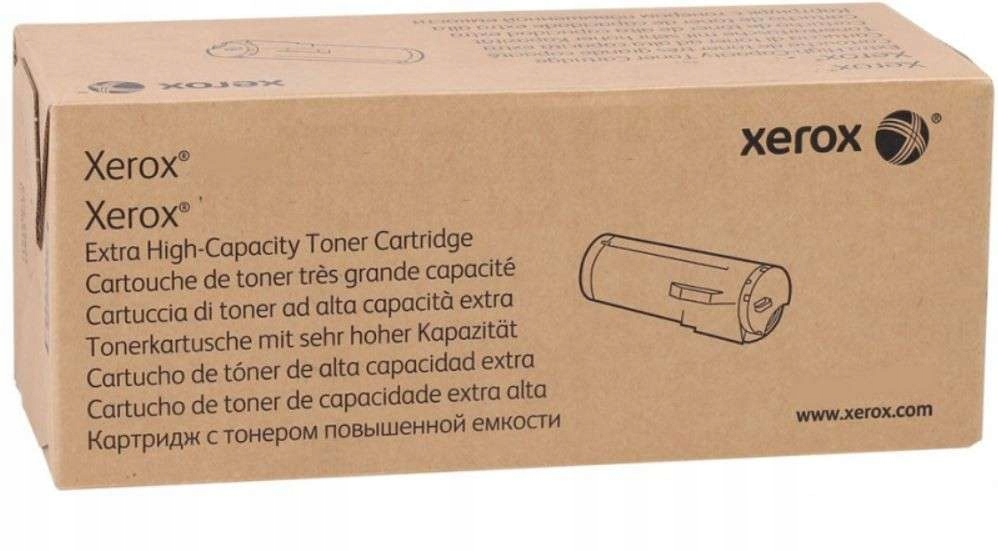 xerox
Xerox®
Xerox®
Extra High-Capacity Toner Cartridge
Cartouche de toner très grande capacité
Cartuccia di toner ad alta capacità extra
Tonerkartusche mit sehr hoher Kapazität
Cartucho de tóner de alta capacidad extra
Cartucho de toner de capacidade extra alta
Картридж с тонером повышенной емкости
xerox ®
www.xerox.com